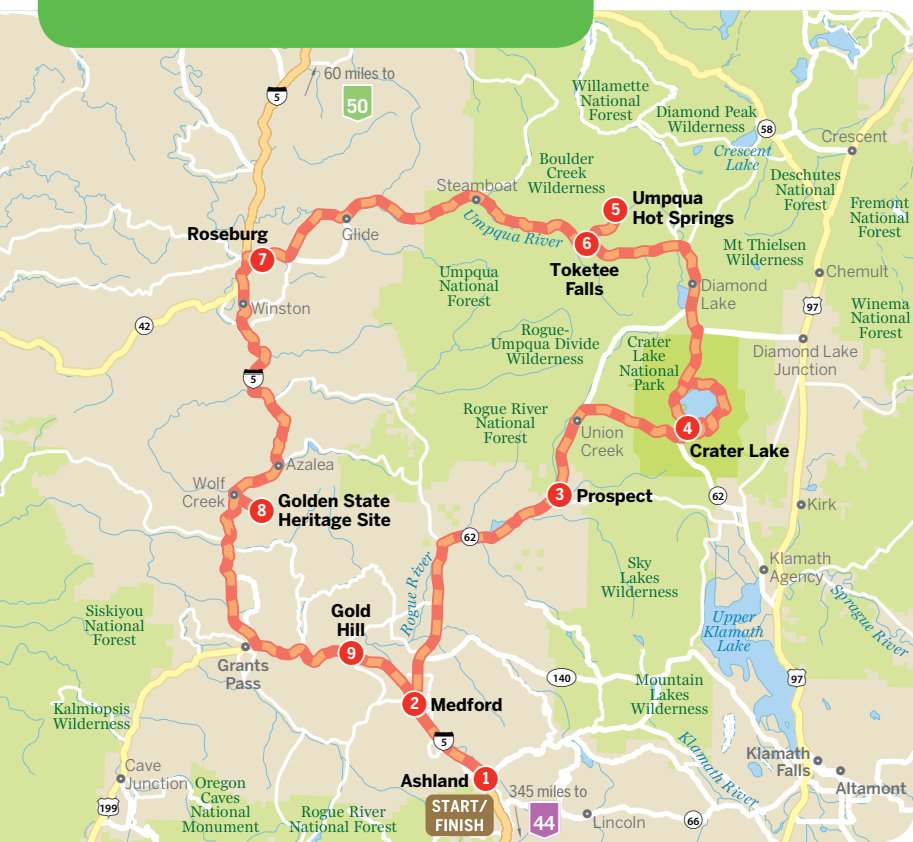 60 miles to
50
5
Willamette
National
Forest
Diamond Peak
Wilderness
58
Crescent
Crescent
Lake
Boulder
Creek
Wilderness
Deschutes
National
Forest
Steamboat
5
Umpqua
Hot Springs
Fremont
National
Forest
Roseburg
7
Glide
Umpqua River
6
Toketee
Falls
Mt Thielsen
Wilderness
Umpqua
National
Forest
Chemult
Diamond
Lake
97
Winema
National
Forest
Winston
42
Rogue-
Umpqua Divide
Wilderness
Crater
Lake
National
Park
Diamond Lake
Junction
5
Rogue River
National
Forest
Union
Creek
4
Crater Lake
Azalea
Wolf
Creek
8
Golden State
Heritage Site
3
Prospect
62
Kirk
62
Rogue River
Sky
Lakes
Wilderness
Klamath
Agency
Sprague River
Siskiyou
National
Forest
Gold
Hill
9
Upper
Klamath
Lake
Grants
Pass
140
97
Mountain
Lakes
Wilderness
Kalmiopsis
Wilderness
2
Medford
5
Klamath River
Klamath
Falls
Cave
Junction
Ashland
1
Altamont
199
Oregon
Caves
National
Monument
Rogue River
National Forest
START/
FINISH
345 miles to
44
Lincoln
66